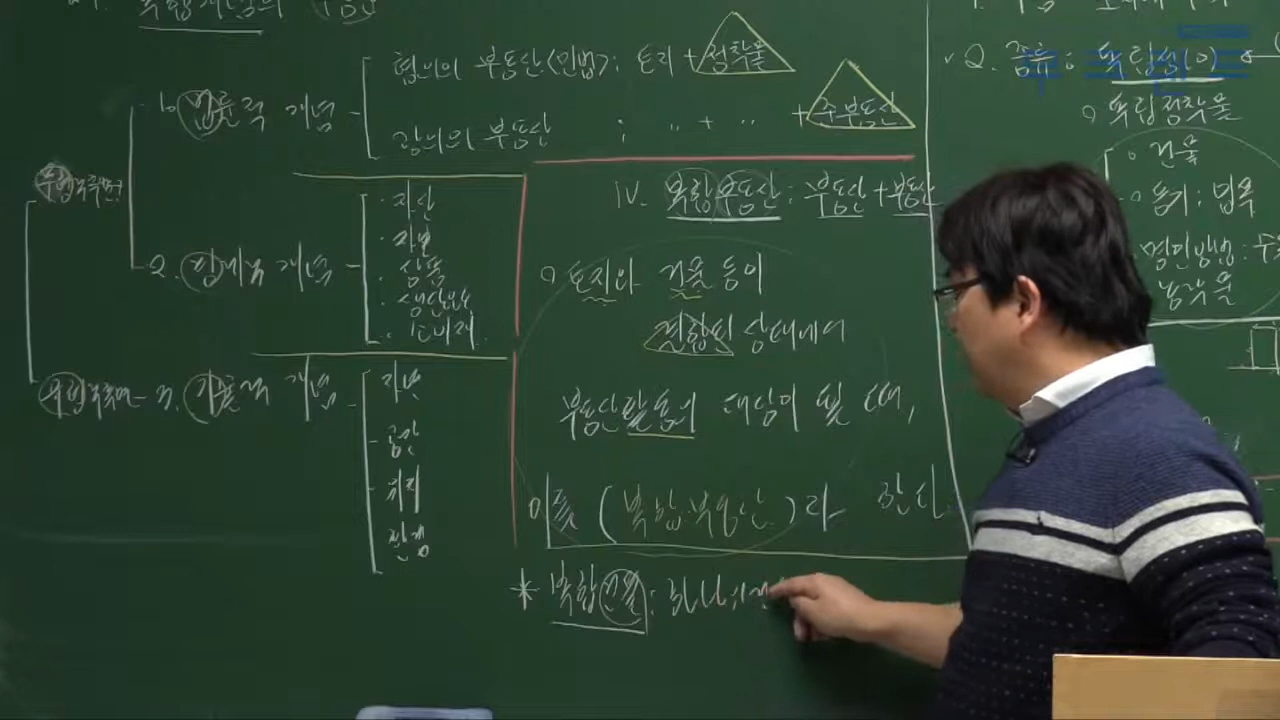 복합개념의 부동산
1. 법률적 개념
협의의 부동산(민법) : 토지 + 정착물
광의의 부동산 ; 〃 + 〃 + 준부동산
2. 경제적 개념
· 자산
· 자본
· 상품
· 생산요소
· 소비재
3. 기술적 개념
자연
공간
위치
환경
iv. 복합부동산 : 부동산 + 부동산
토지와 건물 등이
결합된 상태에서
부동산활동의 대상이 될 때,
이를 (복합부동산)라 한다.
* 복합건물 : 하나의
2. 종류 : 독립성(O)
독립정착물
건물
등기 : 입목
명인방법 :
농작물